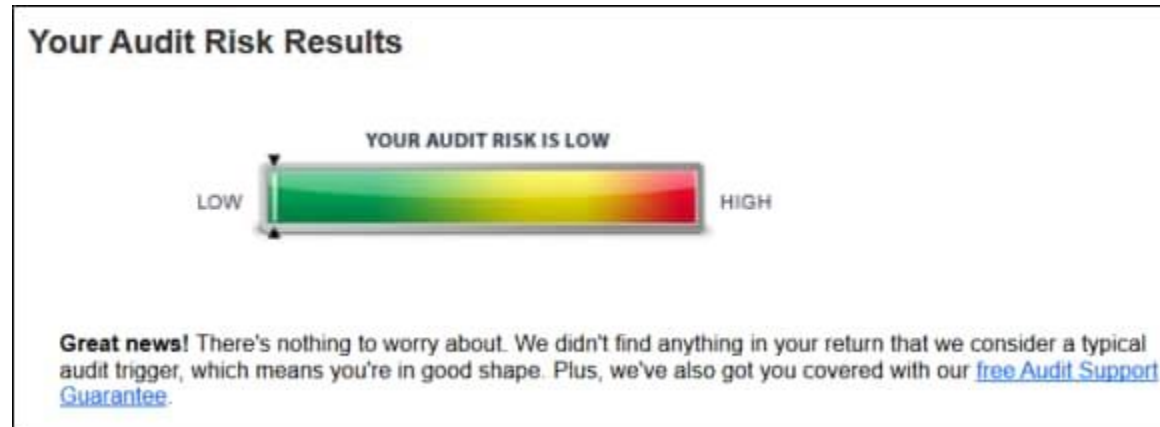 Your Audit Risk Results
YOUR AUDIT RISK IS LOW
LOW
HIGH
Great news! There's nothing to worry about. We didn't find anything in your return that we consider a typical
audit trigger, which means you're in good shape. Plus, we've also got you covered with our free Audit Support
Guarantee.